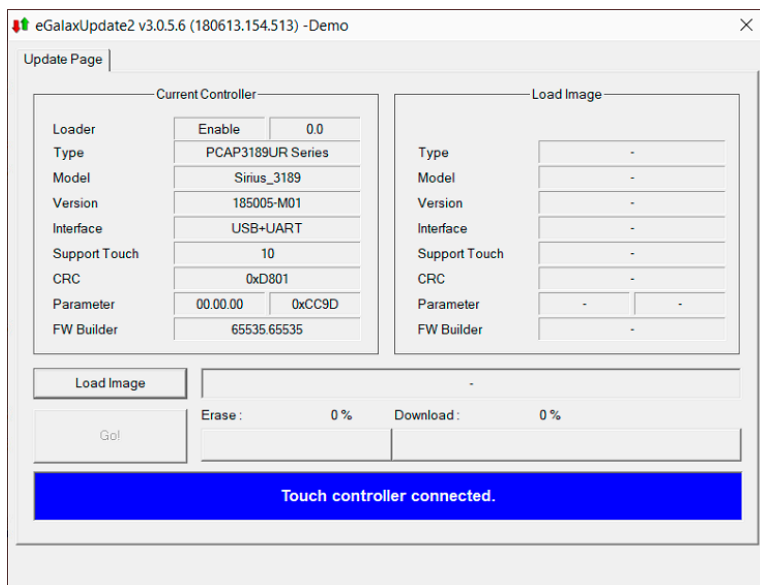 eGalaxUpdate2 v3.0.5.6 (180613.154.513) -Demo
Update Page
Current Controller
Loader Enable 0.0
Type PCAP3189UR Series
Model Sirius_3189
Version 185005-M01
Interface USB+UART
Support Touch 10
CRC 0xD801
Parameter 00.00.00 0xCC9D
FW Builder 65535.65535
Load Image
Type -
Model -
Version -
Interface -
Support Touch -
CRC -
Parameter - -
FW Builder -
Load Image -
Erase : 0 % Download : 0 %
Go!
Touch controller connected.